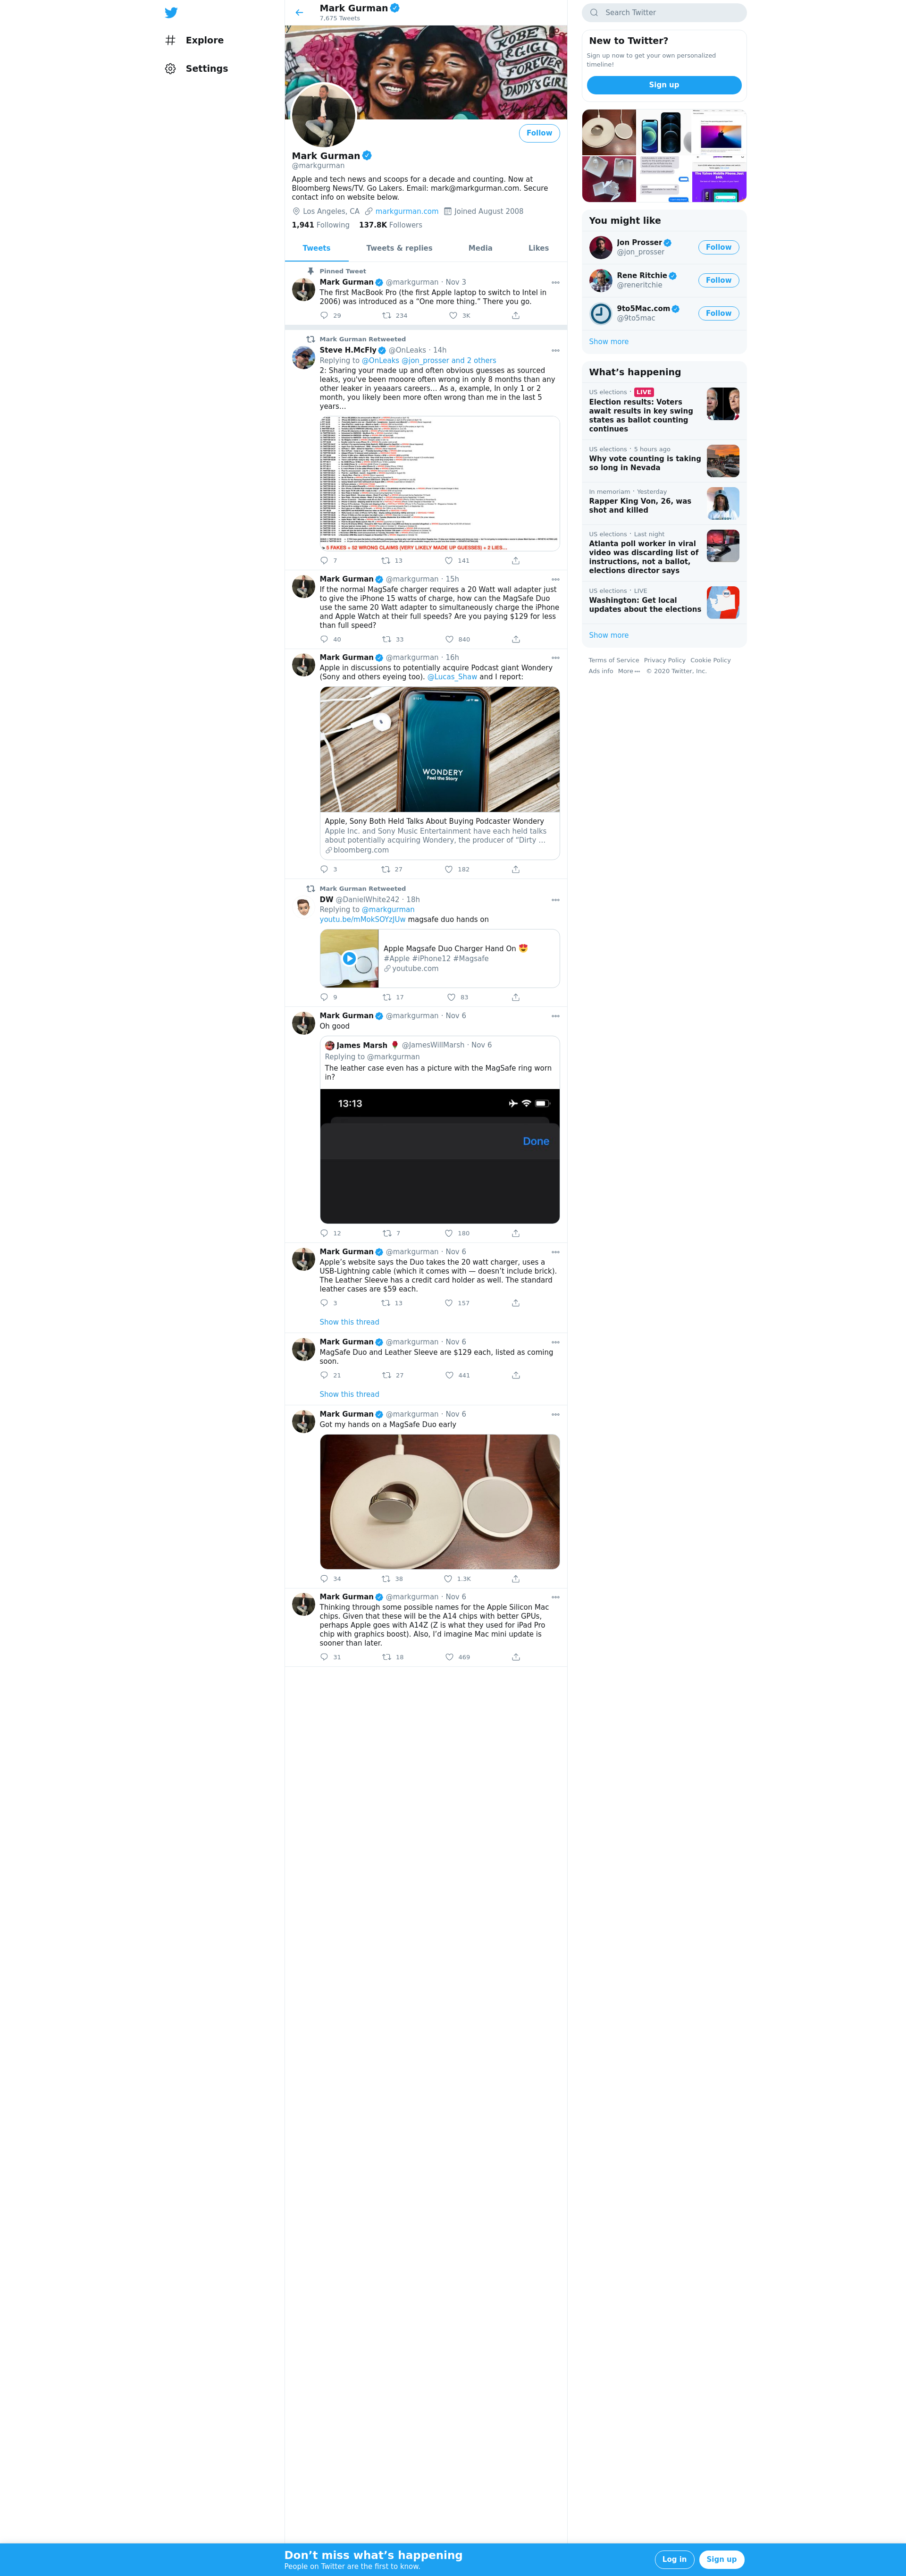 Explore
Settings
Mark Gurman
7,675 Tweets
KOBE
& GIGI
FOREVER
DADDY'S GIRL
Follow
Mark Gurman
@markgurman
Apple and tech news and scoops for a decade and counting. Now at
Bloomberg News/TV. Go Lakers. Email: mark@markgurman.com. Secure
contact info on website below.
Los Angeles, CA markgurman.com Joined August 2008
1,941 Following 137.8K Followers
Tweets Tweets & replies Media Likes
Pinned Tweet
Mark Gurman @markgurman · Nov 3
The first MacBook Pro (the first Apple laptop to switch to Intel in
2006) was introduced as a “One more thing.” There you go.
29 234 3K
Mark Gurman Retweeted
Steve H.McFly @OnLeaks · 14h
Replying to @OnLeaks @jon_prosser and 2 others
2: Sharing your made up and often obvious guesses as sourced
leaks, you've been mooore often wrong in only 8 months than any
other leaker in yeaaars careers... As a, example, In only 1 or 2
month, you likely been more often wrong than me in the last 5
years...
➔ 5 FAKES + 52 WRONG CLAIMS (VERY LIKELY MADE UP GUESSES) + 2 LIES...
7 13 141
Mark Gurman @markgurman · 15h
If the normal MagSafe charger requires a 20 Watt wall adapter just
to give the iPhone 15 watts of charge, how can the MagSafe Duo
use the same 20 Watt adapter to simultaneously charge the iPhone
and Apple Watch at their full speeds? Are you paying $129 for less
than full speed?
40 33 840
Mark Gurman @markgurman · 16h
Apple in discussions to potentially acquire Podcast giant Wondery
(Sony and others eyeing too). @Lucas_Shaw and I report:
WONDERY
Feel the Story
Apple, Sony Both Held Talks About Buying Podcaster Wondery
Apple Inc. and Sony Music Entertainment have each held talks
about potentially acquiring Wondery, the producer of “Dirty ...
bloomberg.com
3 27 182
Mark Gurman Retweeted
DW @DanielWhite242 · 18h
Replying to @markgurman
youtu.be/mMokSOYzJUw magsafe duo hands on
Apple Magsafe Duo Charger Hand On 😍
#Apple #iPhone12 #Magsafe
youtube.com
9 17 83
Mark Gurman @markgurman · Nov 6
Oh good
James Marsh 🌹 @JamesWillMarsh · Nov 6
Replying to @markgurman
The leather case even has a picture with the MagSafe ring worn
in?
13:13
Done
12 7 180
Mark Gurman @markgurman · Nov 6
Apple’s website says the Duo takes the 20 watt charger, uses a
USB-Lightning cable (which it comes with — doesn’t include brick).
The Leather Sleeve has a credit card holder as well. The standard
leather cases are $59 each.
3 13 157
Show this thread
Mark Gurman @markgurman · Nov 6
MagSafe Duo and Leather Sleeve are $129 each, listed as coming
soon.
21 27 441
Show this thread
Mark Gurman @markgurman · Nov 6
Got my hands on a MagSafe Duo early
34 38 1.3K
Mark Gurman @markgurman · Nov 6
Thinking through some possible names for the Apple Silicon Mac
chips. Given that these will be the A14 chips with better GPUs,
perhaps Apple goes with A14Z (Z is what they used for iPad Pro
chip with graphics boost). Also, I’d imagine Mac mini update is
sooner than later.
31 18 469
Search Twitter
New to Twitter?
Sign up now to get your own personalized
timeline!
Sign up
You might like
Jon Prosser
@jon_prosser
Follow
Rene Ritchie
@reneritchie
Follow
9to5Mac.com
@9to5mac
Follow
Show more
What’s happening
US elections · LIVE
Election results: Voters
await results in key swing
states as ballot counting
continues
US elections · 5 hours ago
Why vote counting is taking
so long in Nevada
In memoriam · Yesterday
Rapper King Von, 26, was
shot and killed
US elections · Last night
Atlanta poll worker in viral
video was discarding list of
instructions, not a ballot,
elections director says
US elections · LIVE
Washington: Get local
updates about the elections
Show more
Terms of Service Privacy Policy Cookie Policy
Ads info More © 2020 Twitter, Inc.
Don’t miss what’s happening
People on Twitter are the first to know.
Log in Sign up